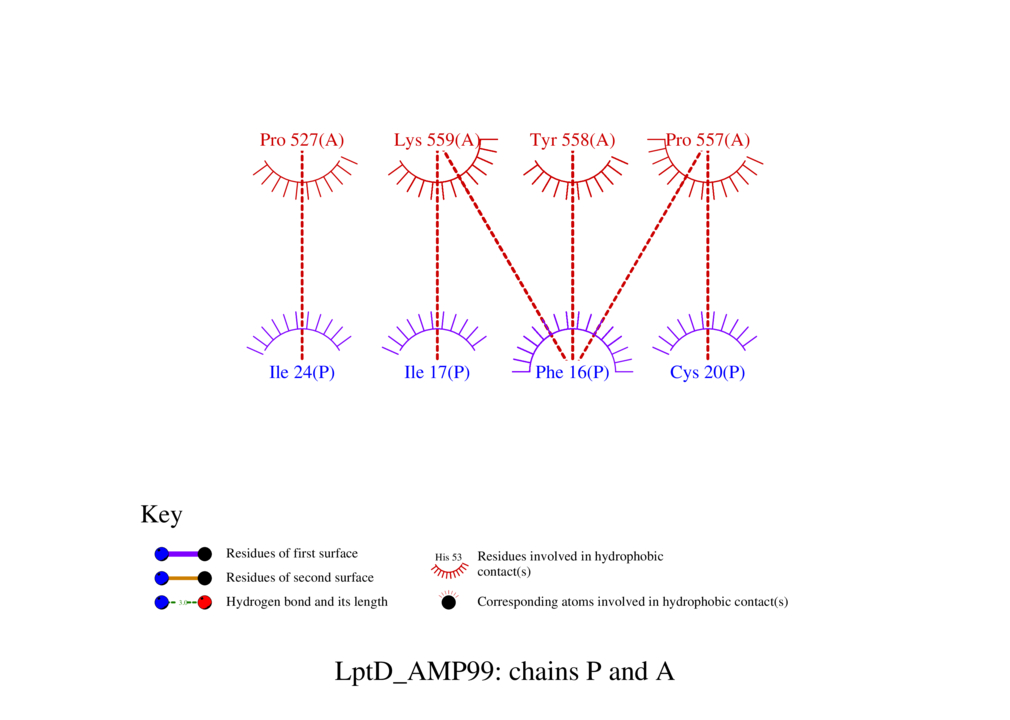 Pro 527(A) Lys 559(A) Tyr 558(A) Pro 557(A)
Ile 24(P) Ile 17(P) Phe 16(P) Cys 20(P)
Key
Residues of first surface
Residues of second surface
3.0 Hydrogen bond and its length
His 53 Residues involved in hydrophobic
contact(s)
Corresponding atoms involved in hydrophobic contact(s)
LptD_AMP99: chains P and A